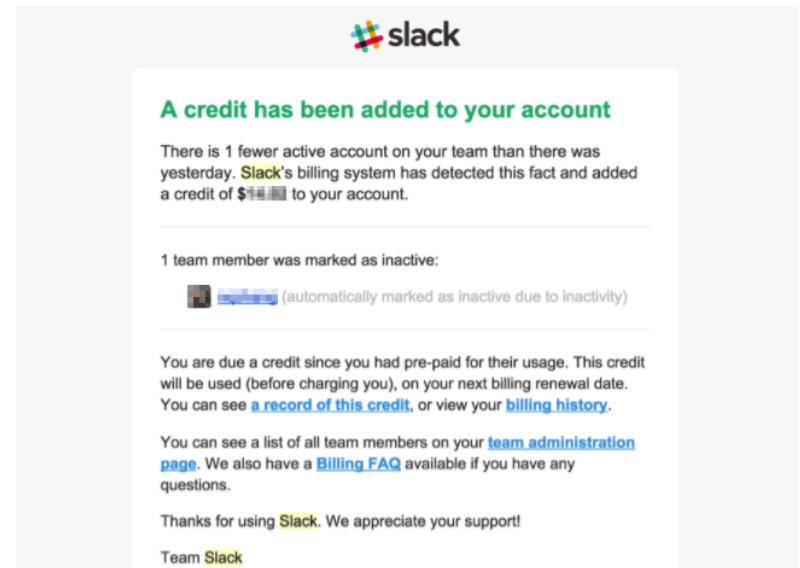 slack
A credit has been added to your account
There is 1 fewer active account on your team than there was
yesterday. Slack's billing system has detected this fact and added
a credit of $ to your account.
1 team member was marked as inactive:
(automatically marked as inactive due to inactivity)
You are due a credit since you had pre-paid for their usage. This credit
will be used (before charging you), on your next billing renewal date.
You can see a record of this credit, or view your billing history.
You can see a list of all team members on your team administration
page. We also have a Billing FAQ available if you have any
questions.
Thanks for using Slack. We appreciate your support!
Team Slack